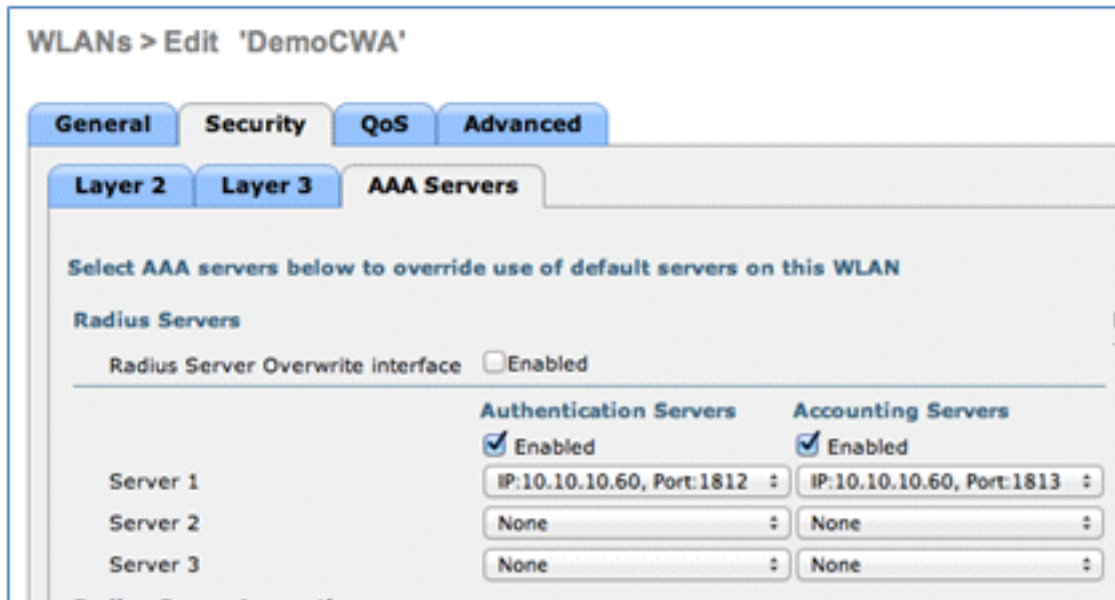 WLANs > Edit 'DemoCWA'
General Security QoS Advanced
Layer 2 Layer 3 AAA Servers
Select AAA servers below to override use of default servers on this WLAN
Radius Servers
Radius Server Overwrite interface Enabled
Authentication Servers Accounting Servers
Enabled Enabled
Server 1 IP:10.10.10.60, Port:1812 IP:10.10.10.60, Port:1813
Server 2 None None
Server 3 None None